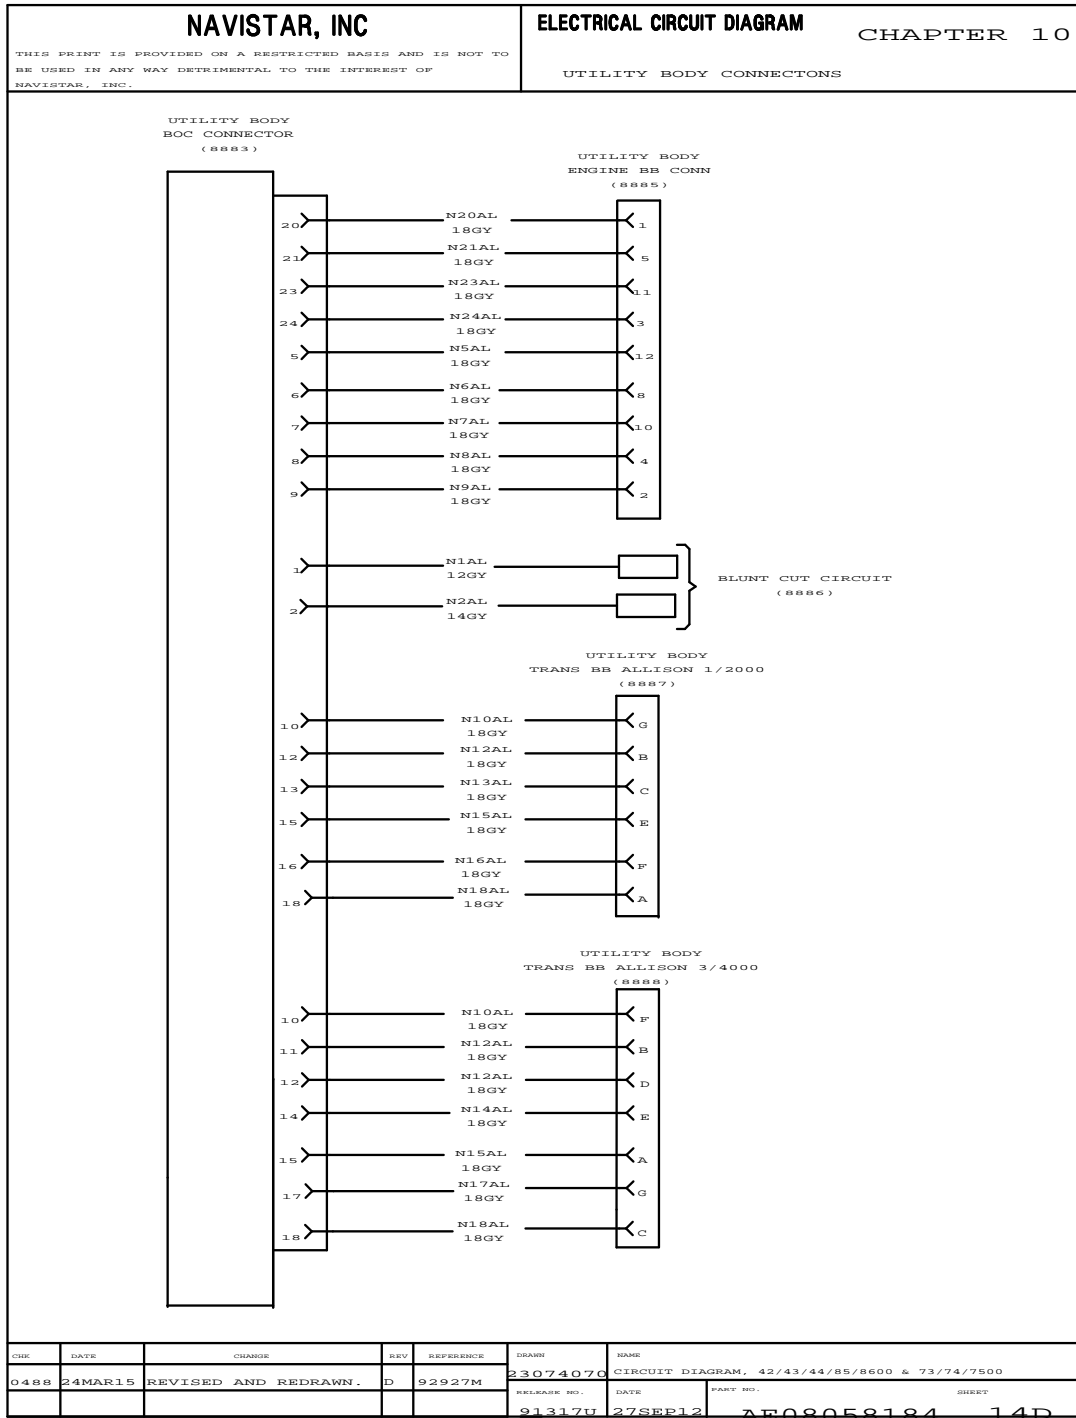 NAVISTAR, INC
THIS PRINT IS PROVIDED ON A RESTRICTED BASIS AND IS NOT TO
BE USED IN ANY WAY DETRIMENTAL TO THE INTEREST OF
NAVISTAR, INC.
ELECTRICAL CIRCUIT DIAGRAM
CHAPTER 10
UTILITY BODY CONNECTONS
UTILITY BODY
BOC CONNECTOR
(8883)
UTILITY BODY
ENGINE BB CONN
(8885)
20 N20AL 1
18GY
21 N21AL 5
18GY
23 N23AL 11
18GY
24 N24AL 3
18GY
5 N5AL 12
18GY
6 N6AL 8
18GY
7 N7AL 10
18GY
8 N8AL 4
18GY
9 N9AL 2
18GY
1 N1AL
12GY
2 N2AL
14GY
BLUNT CUT CIRCUIT
(8886)
UTILITY BODY
TRANS BB ALLISON 1/2000
(8887)
10 N10AL G
18GY
12 N12AL B
18GY
13 N13AL C
18GY
15 N15AL E
18GY
16 N16AL F
18GY
18 N18AL A
18GY
UTILITY BODY
TRANS BB ALLISON 3/4000
(8888)
10 N10AL F
18GY
11 N12AL B
18GY
12 N12AL D
18GY
14 N14AL E
18GY
15 N15AL A
18GY
17 N17AL G
18GY
18 N18AL C
18GY
CHK DATE CHANGE REV REFERENCE
0488 24MAR15 REVISED AND REDRAWN. D 92927M
DRAWN
23074070
NAME
CIRCUIT DIAGRAM, 42/43/44/85/8600 & 73/74/7500
RELEASE NO.
91317U
DATE
27SEP12
PART NO.
AF08058184
SHEET
14D